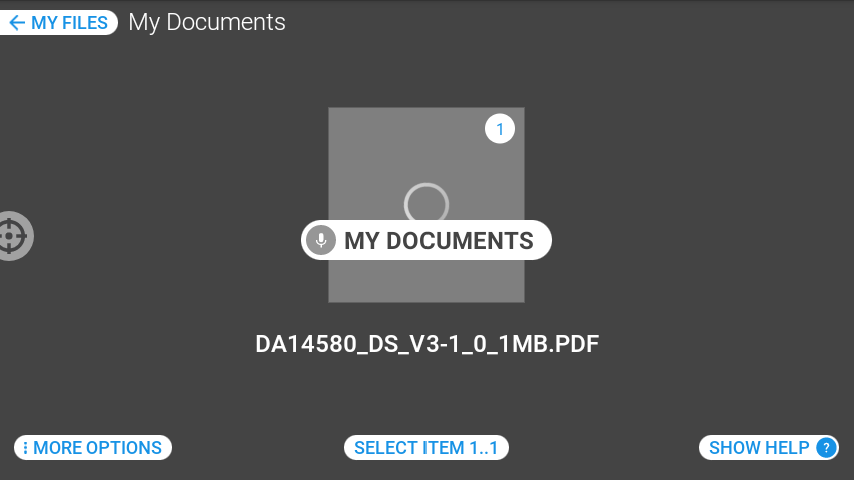 MY FILES
My Documents
1
MY DOCUMENTS
DA14580_DS_V3-1_0_1MB.PDF
MORE OPTIONS
SELECT ITEM 1..1
SHOW HELP ?